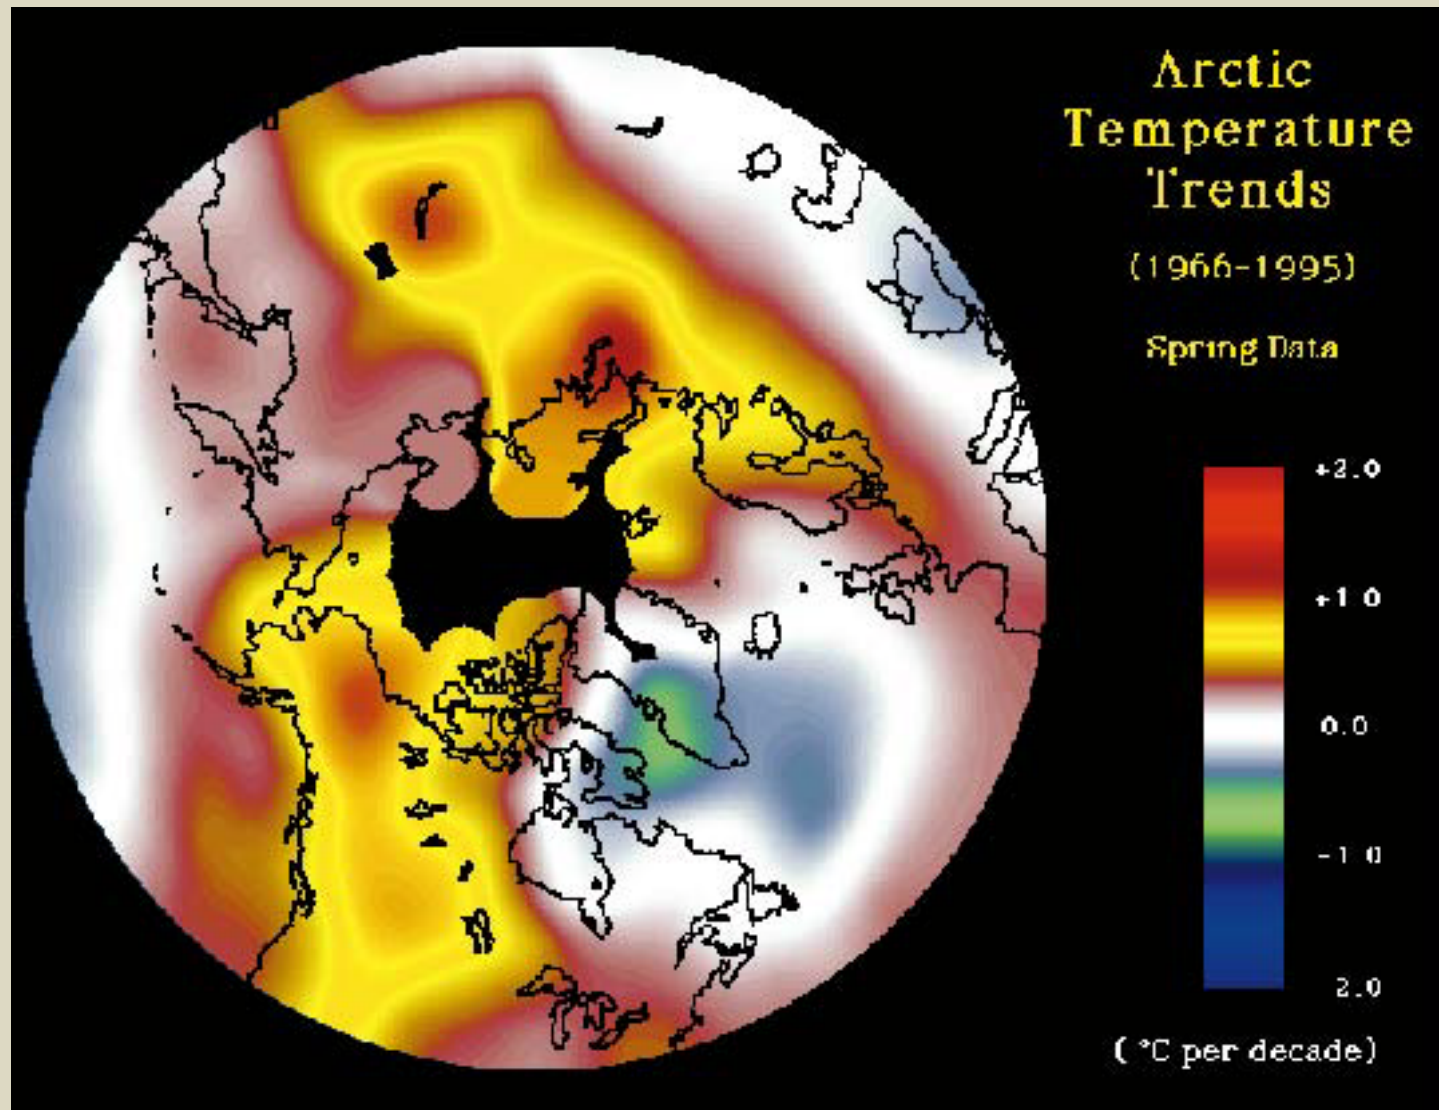 Arctic
Temperature
Trends
(1966-1995)
Spring Data
+2.0
+1 0
0.0
-1 0
2.0
(°C per decade)